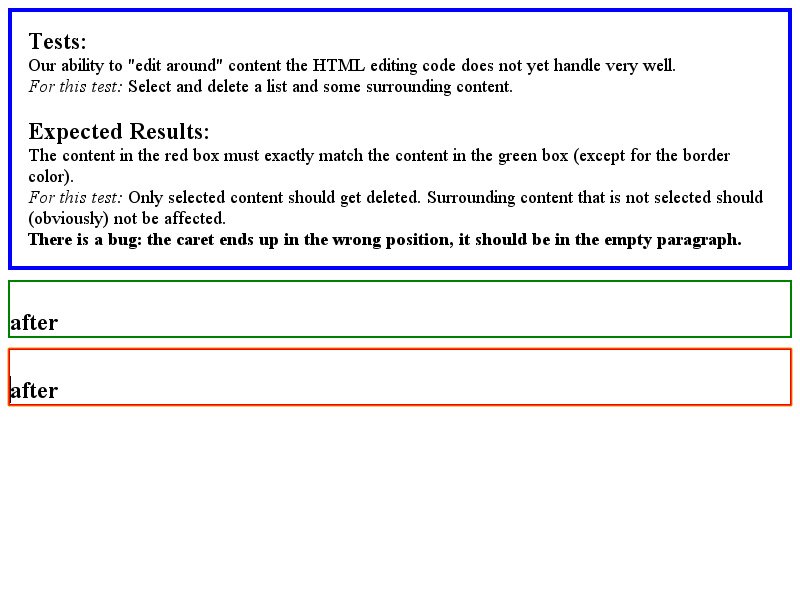 Tests:
Our ability to "edit around" content the HTML editing code does not yet handle very well.
For this test: Select and delete a list and some surrounding content.
Expected Results:
The content in the red box must exactly match the content in the green box (except for the border
color).
For this test: Only selected content should get deleted. Surrounding content that is not selected should
(obviously) not be affected.
There is a bug: the caret ends up in the wrong position, it should be in the empty paragraph.
after
after